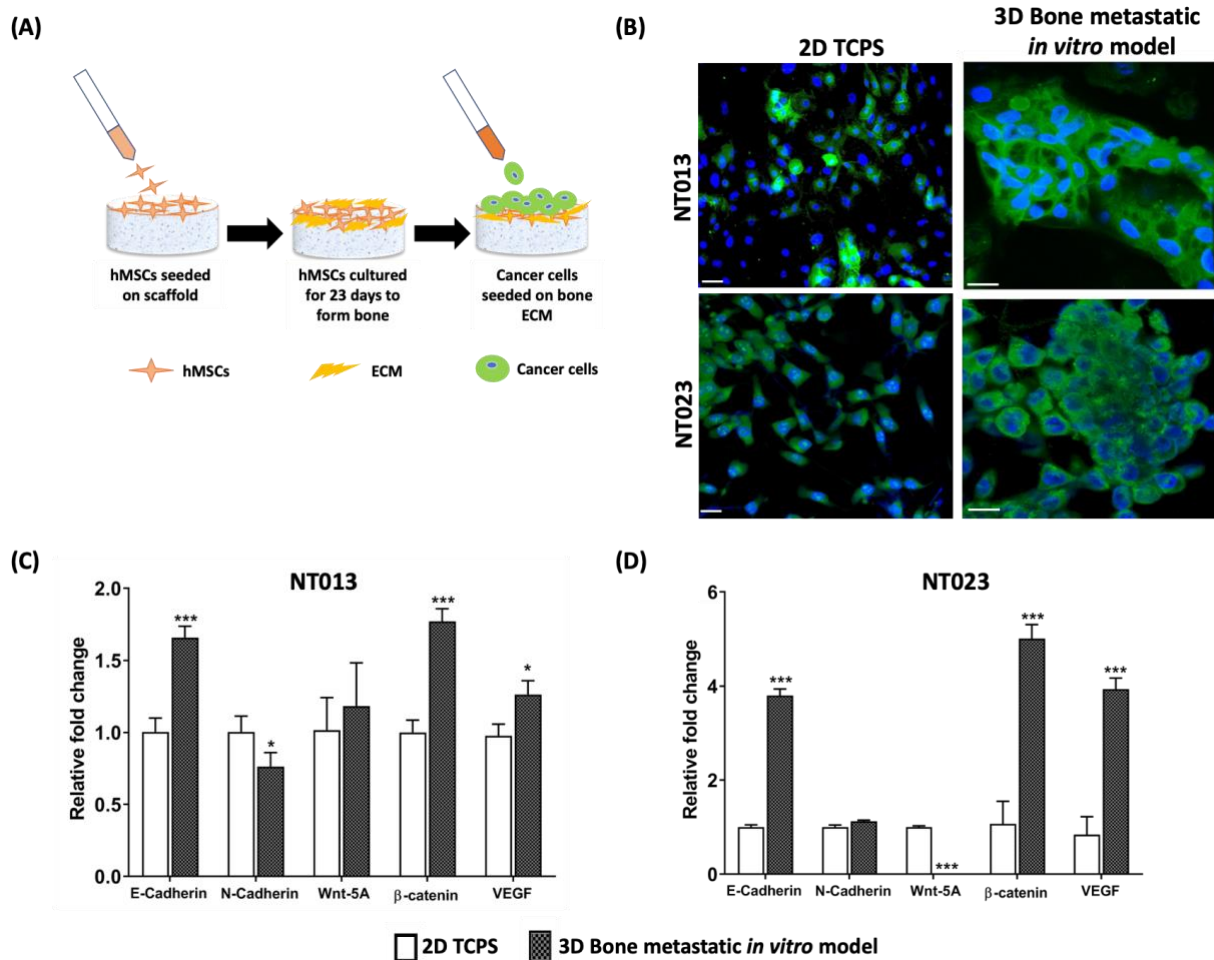 (A)
hMSCs seeded
on scaffold
hMSCs cultured
for 23 days to
form bone
Cancer cells
seeded on bone
ECM
hMSCs
ECM
Cancer cells
(B)
2D TCPS
3D Bone metastatic
in vitro model
NT013
NT023
(C)
NT013
Relative fold change
2.0
1.5
1.0
0.5
0.0
***
*
***
*
E-Cadherin N-Cadherin Wnt-5A β-catenin VEGF
(D)
NT023
Relative fold change
6
4
2
0
***
***
***
***
E-Cadherin N-Cadherin Wnt-5A β-catenin VEGF
2D TCPS 3D Bone metastatic in vitro model